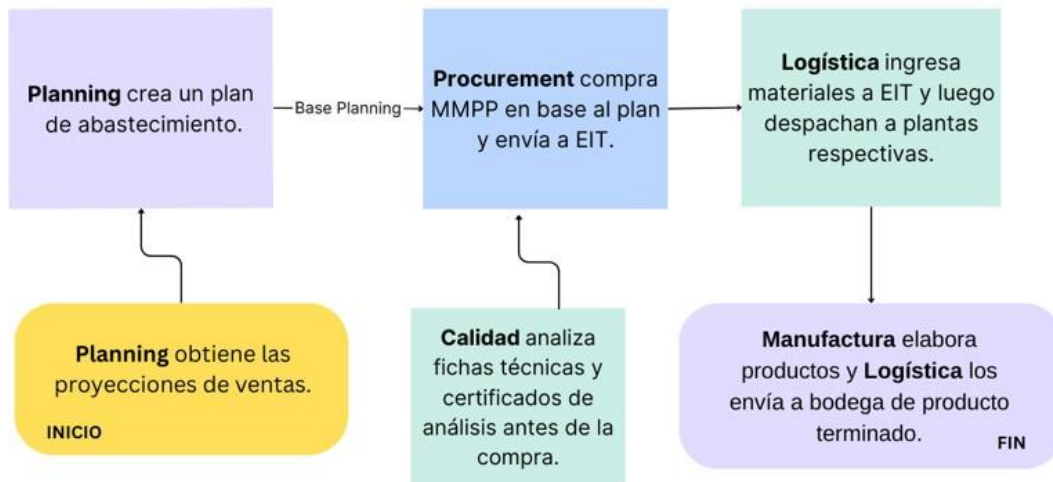 Planning crea un plan
de abastecimiento.
Base Planning
Procurement compra
MMPP en base al plan
y envía a EIT.
Logística ingresa
materiales a EIT y luego
despachan a plantas
respectivas.
Planning obtiene las
proyecciones de ventas.
INICIO
Calidad analiza
fichas técnicas y
certificados de
análisis antes de la
compra.
Manufactura elabora
productos y Logística los
envía a bodega de producto
terminado.
FIN